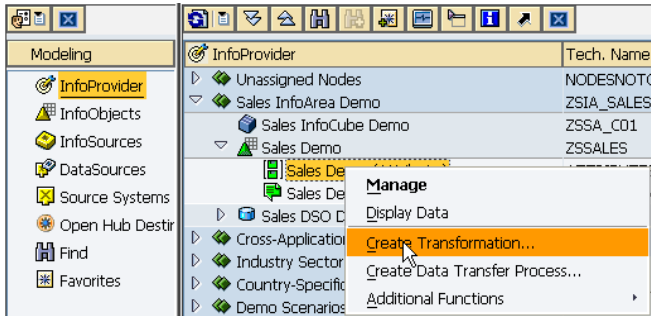 Modeling
InfoProvider
InfoObjects
InfoSources
DataSources
Source Systems
Open Hub Destir
Find
Favorites
InfoProvider Tech. Name
Unassigned Nodes NODESNOTC
Sales InfoArea Demo ZSIA_SALES
Sales InfoCube Demo ZSSA_C01
Sales Demo ZSSALES
Sales De
Sales De
Sales DSO D
Cross-Application
Industry Sector
Country-Specific
Demo Scenarios
Manage
Display Data
Create Transformation...
Create Data Transfer Process...
Additional Functions